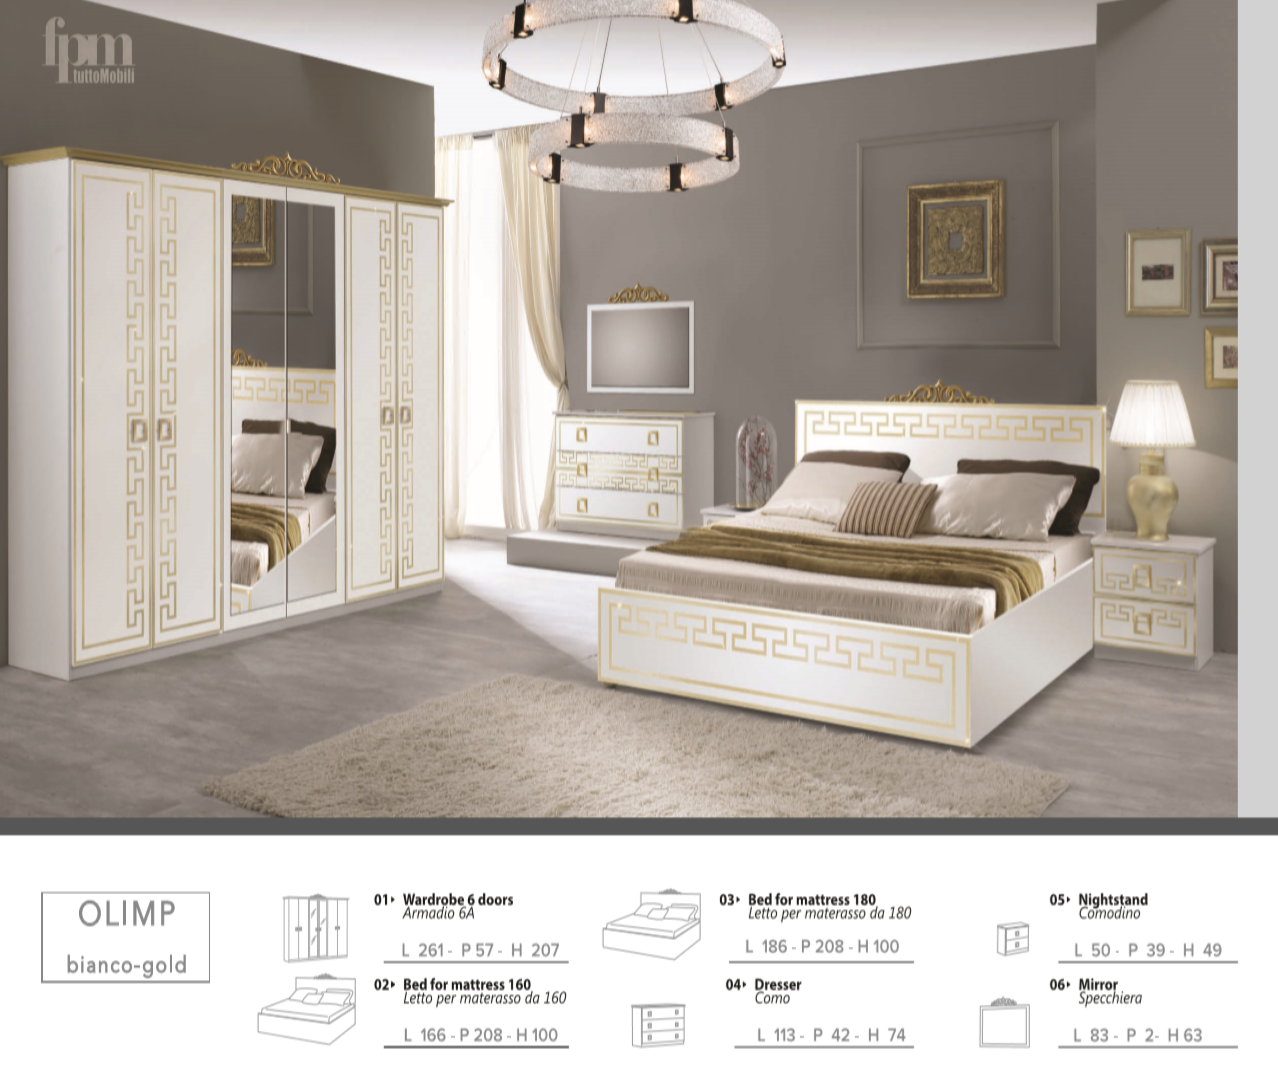 fpm
tuttoMobili
OLIMP
bianco-gold
01 Wardrobe 6 doors
Armadio 6A
L 261 - P 57 - H 207
02 Bed for mattress 160
Letto per materasso da 160
L 166 - P 208 - H 100
03 Bed for mattress 180
Letto per materasso da 180
L 186 - P 208 - H 100
04 Dresser
Como
L 113 - P 42 - H 74
05 Nightstand
Comodino
L 50 - P 39 - H 49
06 Mirror
Specchiera
L 83 - P 2- H 63